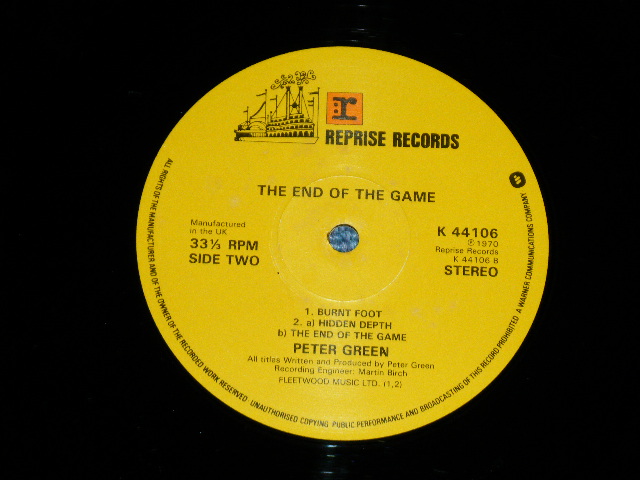 r
REPRISE RECORDS
THE END OF THE GAME
Manufactured
in the UK
33⅓ RPM
SIDE TWO
K 44106
℗ 1970
Reprise Records
K 44106 B
STEREO
1. BURNT FOOT
2. a) HIDDEN DEPTH
b) THE END OF THE GAME
PETER GREEN
All titles Written and Produced by Peter Green
Recording Engineer: Martin Birch
FLEETWOOD MUSIC LTD. (1,2)
ALL RIGHTS OF THE MANUFACTURER AND OF THE OWNER OF THE RECORDED WORK RESERVED UNAUTHORISED COPYING PUBLIC PERFORMANCE AND BROADCASTING OF THIS RECORD PROHIBITED A WARNER COMMUNICATIONS COMPANY